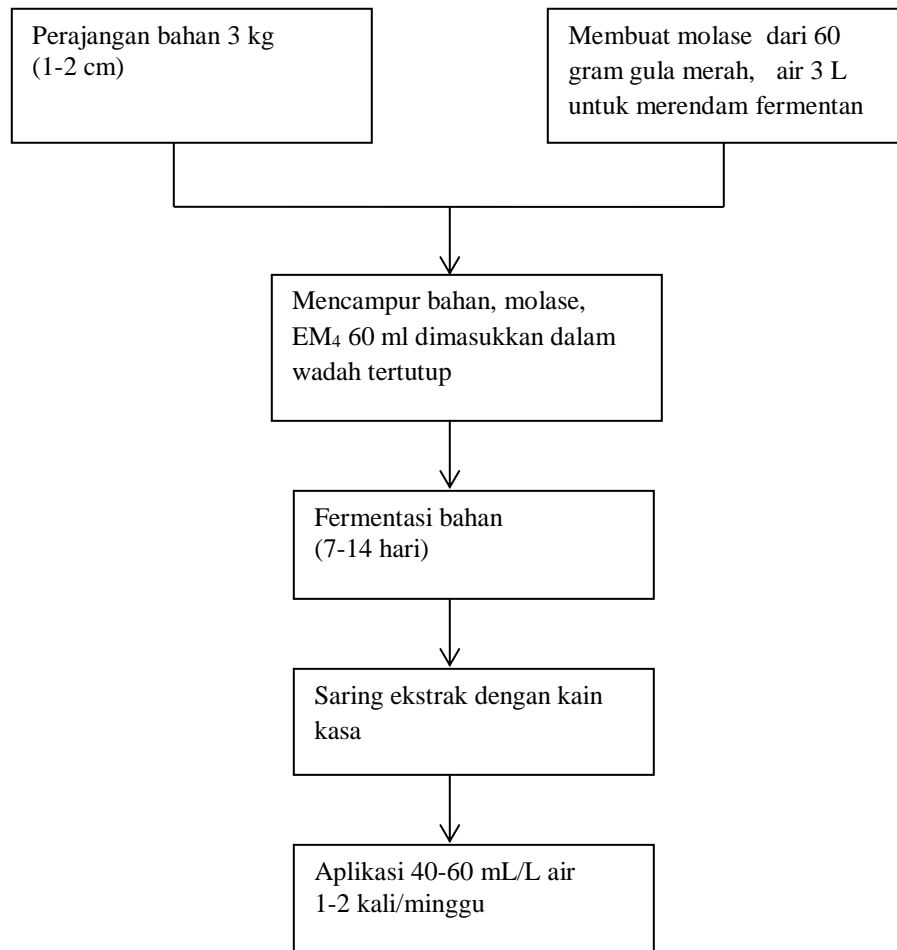 Perajangan bahan 3 kg
(1-2 cm)
Membuat molase dari 60
gram gula merah, air 3 L
untuk merendam fermentan
Mencampur bahan, molase,
EM₄ 60 ml dimasukkan dalam
wadah tertutup
Fermentasi bahan
(7-14 hari)
Saring ekstrak dengan kain
kasa
Aplikasi 40-60 mL/L air
1-2 kali/minggu